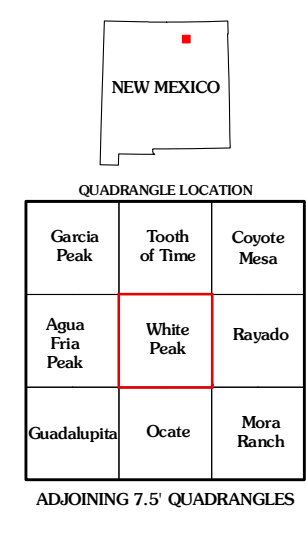 NEW MEXICO
QUADRANGLE LOCATION
Garcia
Peak
Tooth
of Time
Coyote
Mesa
Agua
Fria
Peak
White
Peak
Rayado
Guadalupita
Ocate
Mora
Ranch
ADJOINING 7.5' QUADRANGLES